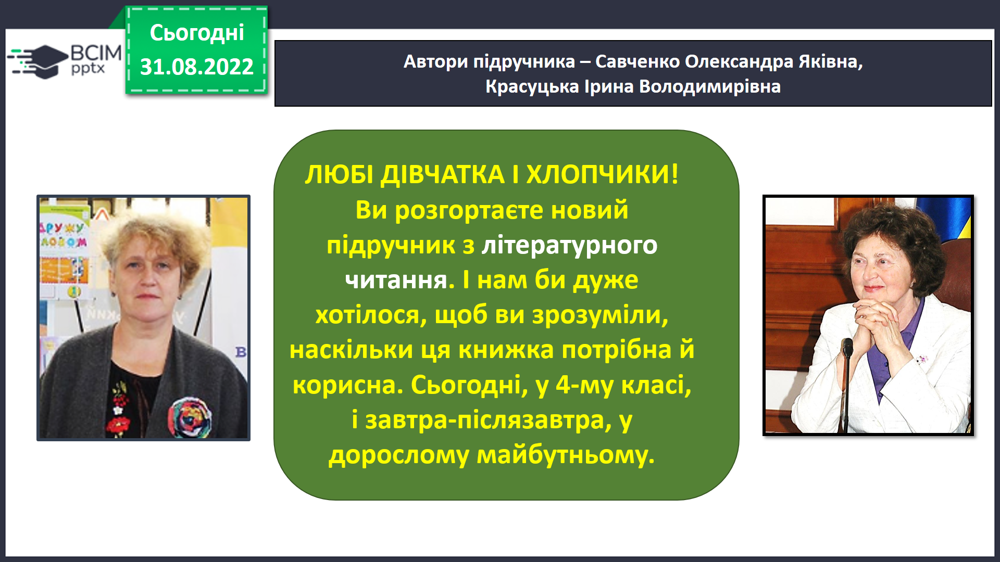 Сьогодні
31.08.2022
BCIM
pptx
Автори підручника – Савченко Олександра Яківна,
Красуцька Ірина Володимирівна
ЛЮБІ ДІВЧАТКА І ХЛОПЧИКИ!
Ви розгортаєте новий
підручник з літературного
читання. І нам би дуже
хотілося, щоб ви зрозуміли,
наскільки ця книжка потрібна й
корисна. Сьогодні, у 4-му класі,
і завтра-післязавтра, у
дорослому майбутньому.
ДРУЖУ